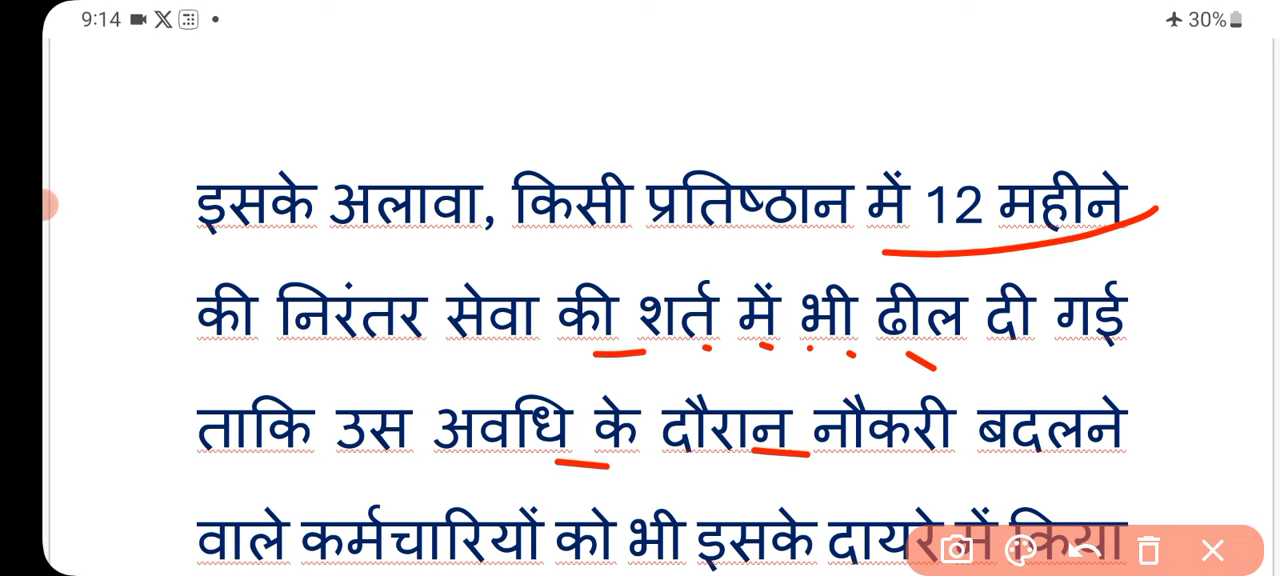 9:14
30%
इसके अलावा, किसी प्रतिष्ठान में 12 महीने
की निरंतर सेवा की शर्त में भी ढील दी गई
ताकि उस अवधि के दौरान नौकरी बदलने
वाले कर्मचारियों को भी इसके दायरे में किया